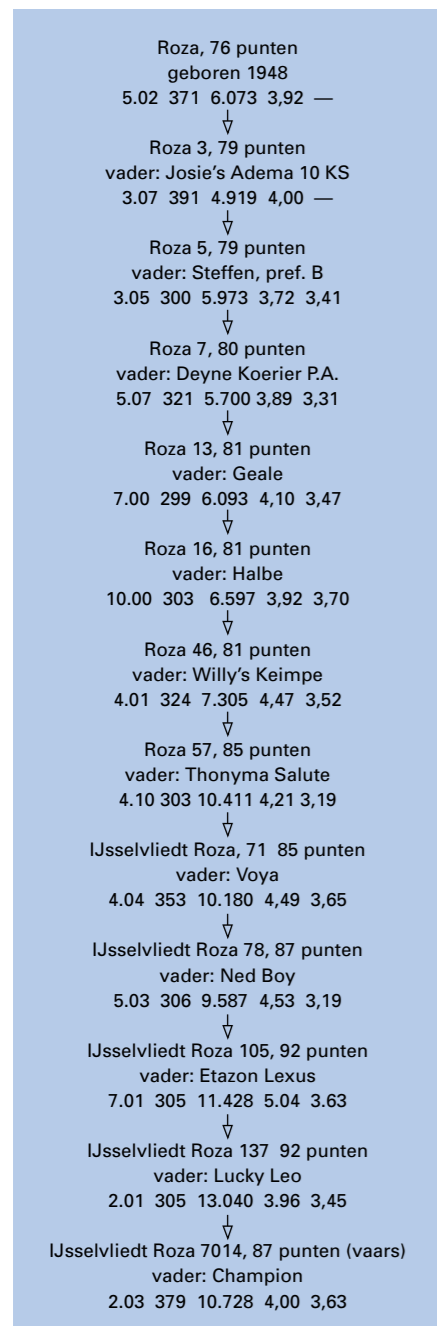 Roza, 76 punten
geboren 1948
5.02 371 6.073 3,92 —
Roza 3, 79 punten
vader: Josie's Adema 10 KS
3.07 391 4.919 4,00 —
Roza 5, 79 punten
vader: Steffen, pref. B
3.05 300 5.973 3,72 3,41
Roza 7, 80 punten
vader: Deyne Koerier P.A.
5.07 321 5.700 3,89 3,31
Roza 13, 81 punten
vader: Geale
7.00 299 6.093 4,10 3,47
Roza 16, 81 punten
vader: Halbe
10.00 303 6.597 3,92 3,70
Roza 46, 81 punten
vader: Willy's Keimpe
4.01 324 7.305 4,47 3,52
Roza 57, 85 punten
vader: Thonyma Salute
4.10 303 10.411 4,21 3,19
IJsselvliedt Roza, 71 85 punten
vader: Voya
4.04 353 10.180 4,49 3,65
IJsselvliedt Roza 78, 87 punten
vader: Ned Boy
5.03 306 9.587 4,53 3,19
IJsselvliedt Roza 105, 92 punten
vader: Etazon Lexus
7.01 305 11.428 5.04 3.63
IJsselvliedt Roza 137 92 punten
vader: Lucky Leo
2.01 305 13.040 3.96 3,45
IJsselvliedt Roza 7014, 87 punten (vaars)
vader: Champion
2.03 379 10.728 4,00 3,63